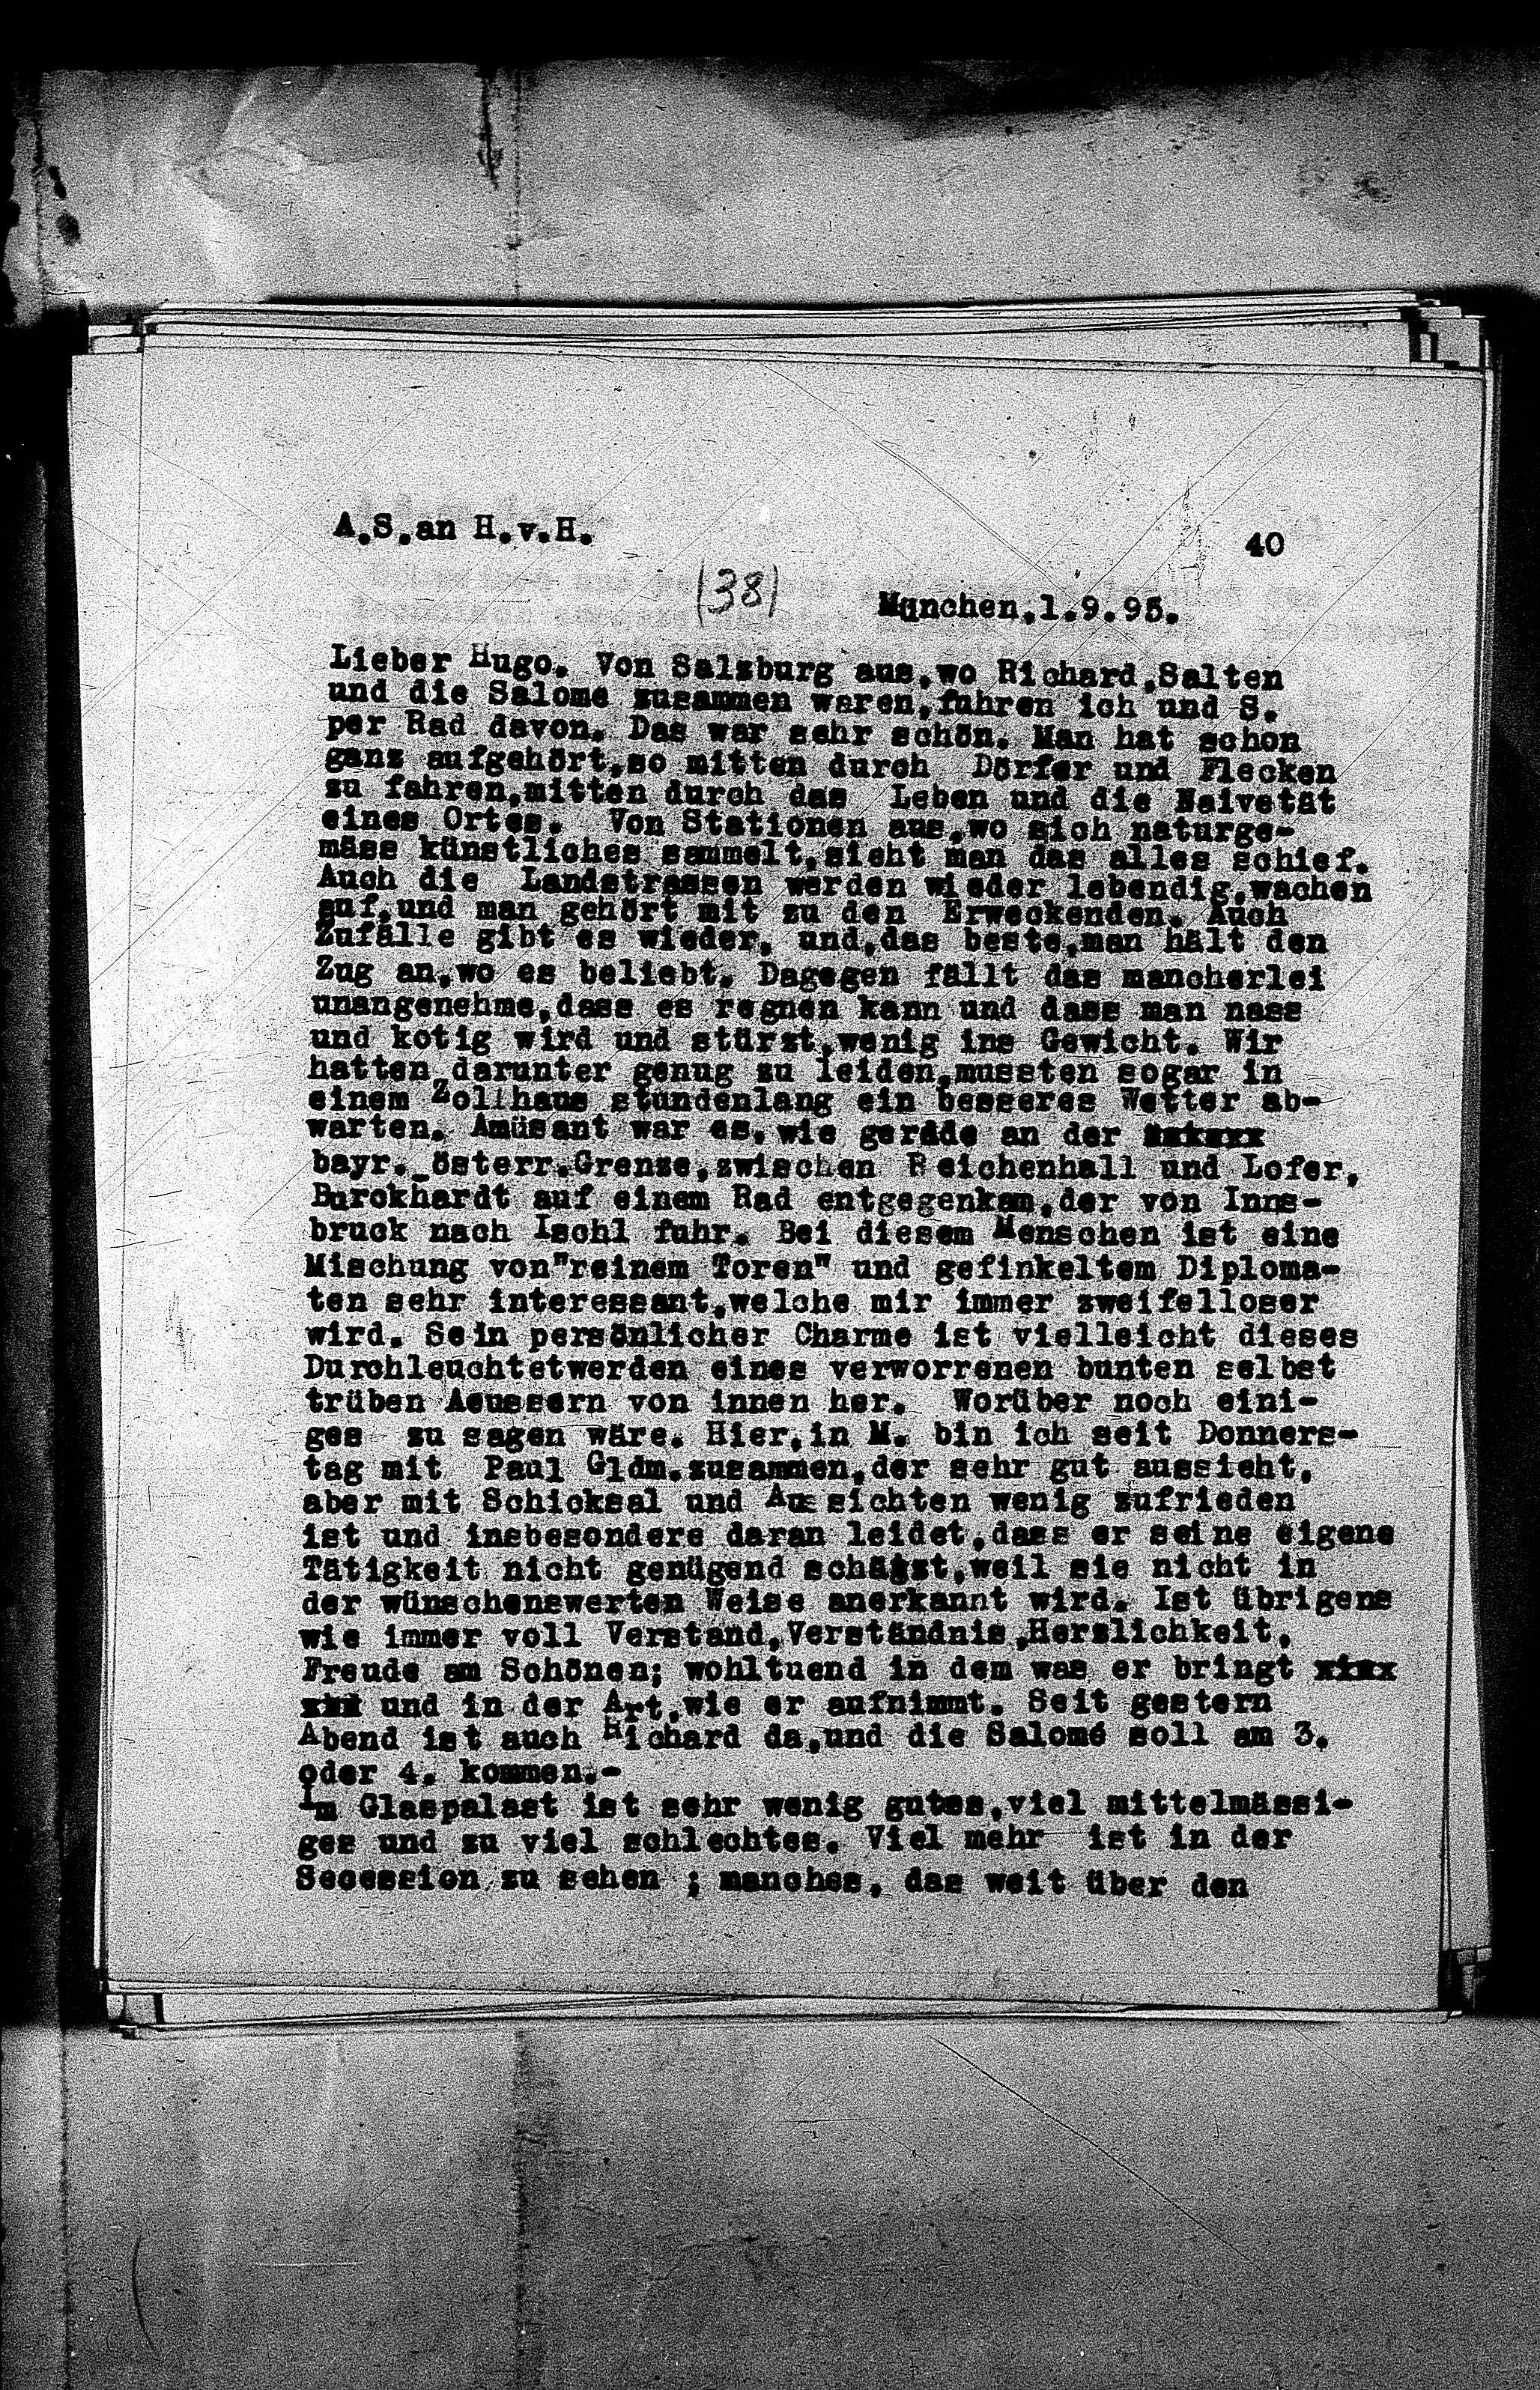 A.S.an H.v.H.
40
(38)
München,1.9.95.
Lieber Hugo. Von Salzburg aus,wo Richard,Salten
und die Salome zusammen waren,fuhren ich und S.
per Rad davon. Das war sehr schön. Man hat schon
ganz aufgehört,so mitten durch Dörfer und Flecken
zu fahren,mitten durch das Leben und die Naivetät
eines Ortes. Von Stationen aus,wo sich naturge-
mäss künstliches sammelt,sieht man das alles schief.
Auch die Landstrassen werden wieder lebendig,wachen
auf,und man gehört mit zu den Erweckenden. Auch
Zufälle gibt es wieder, und,das beste,man hält den
Zug an,wo es beliebt. Dagegen fällt das mancherlei
unangenehme,dass es regnen kann und dass man nass
und kotig wird und stürzt,wenig ins Gewicht. Wir
hatten darunter genug zu leiden,mussten sogar in
einem Zollhaus stundenlang ein besseres Wetter ab-
warten. Amüsant war es, wie gerade an der
bayr._österr.Grenze,zwischen Reichenhall und Lofer,
Burckhardt auf einem Rad entgegenkam,der von Inns-
bruck nach Ischl fuhr. Bei diesem Menschen ist eine
Mischung von"reinem Toren" und gefinkeltem Diploma-
ten sehr interessant,welche mir immer zweifelloser
wird. Sein persönlicher Charme ist vielleicht dieses
Durchleuchtetwerden eines verworrenen bunten selbst
trüben Aeussern von innen her. Worüber noch eini-
ges zu sagen wäre. Hier,in M. bin ich seit Donners-
tag mit Paul Gldm.zusammen,der sehr gut aussieht,
aber mit Schicksal und Aussichten wenig zufrieden
ist und insbesondere daran leidet,dass er seine eigene
Tätigkeit nicht genügend schätzt,weil sie nicht in
der wünschenswerten Weise anerkannt wird. Ist übrigens
wie immer voll Verstand,Verständnis,Herzlichkeit,
Freude am Schönen; wohltuend in dem was er bringt
und in der Art,wie er aufnimmt. Seit gestern
Abend ist auch Richard da,und die Salomé soll am 3.
oder 4. kommen.-
Im Glaspalast ist sehr wenig gutes,viel mittelmässi-
ges und zu viel schlechtes. Viel mehr ist in der
Secession zu sehen ; manches, das weit über den